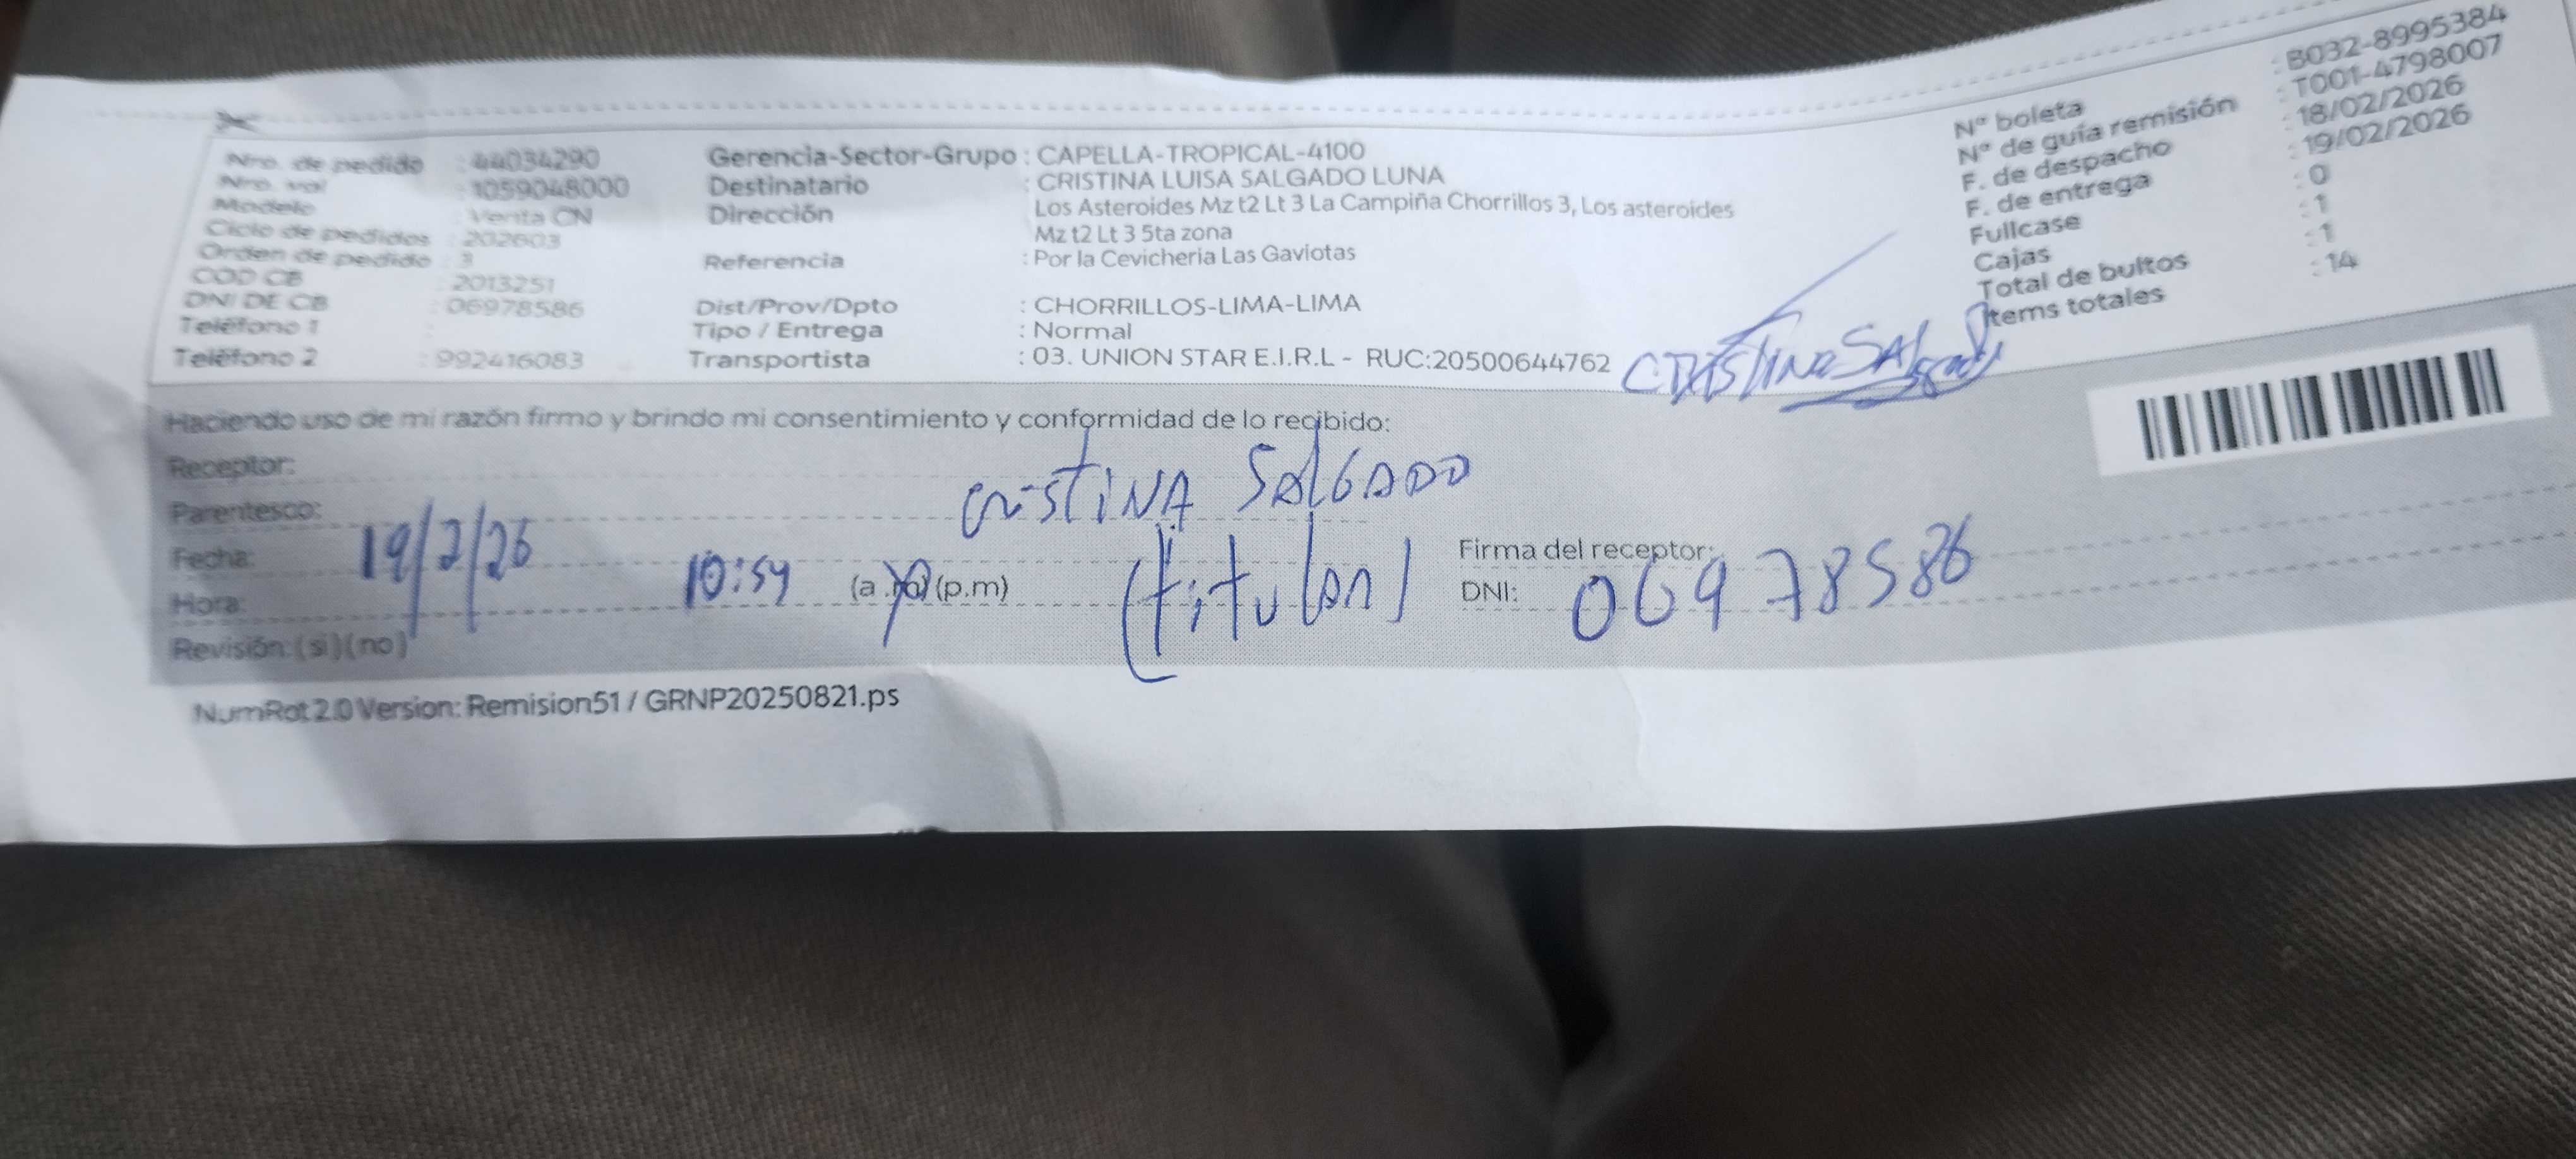 Nro. de pedido : 44034290
Nro. val : 1059048000
Modelo : Venta CN
Ciclo de pedidos : 202603
Orden de pedido : 3
COD CB : 2013251
DNI DE CB : 06978586
Teléfono 1 :
Teléfono 2 : 992416083
Gerencia-Sector-Grupo : CAPELLA-TROPICAL-4100
Destinatario : CRISTINA LUISA SALGADO LUNA
Dirección : Los Asteroides Mz t2 Lt 3 La Campiña Chorrillos 3, Los asteroides
Mz t2 Lt 3 5ta zona
Referencia : Por la Cevicheria Las Gaviotas
Dist/Prov/Dpto : CHORRILLOS-LIMA-LIMA
Tipo / Entrega : Normal
Transportista : 03. UNION STAR E.I.R.L - RUC:20500644762
Nº boleta : B032-8995384
Nº de guía remisión : T001-4798007
F. de despacho : 18/02/2026
F. de entrega : 19/02/2026
Fullcase : 0
Cajas : 1
Total de bultos : 1
Ítems totales : 14
Cristina Salgado
Haciendo uso de mi razón firmo y brindo mi consentimiento y conformidad de lo recibido:
Receptor: CristiNA SAlGADO
Parentesco: (titular)
Fecha: 19/2/26
Hora: 10:54 (a.m) (p.m)
Revisión: (si) (no)
Firma del receptor:
DNI: 06978586
NumRot 2.0 Version: Remision51 / GRNP20250821.ps